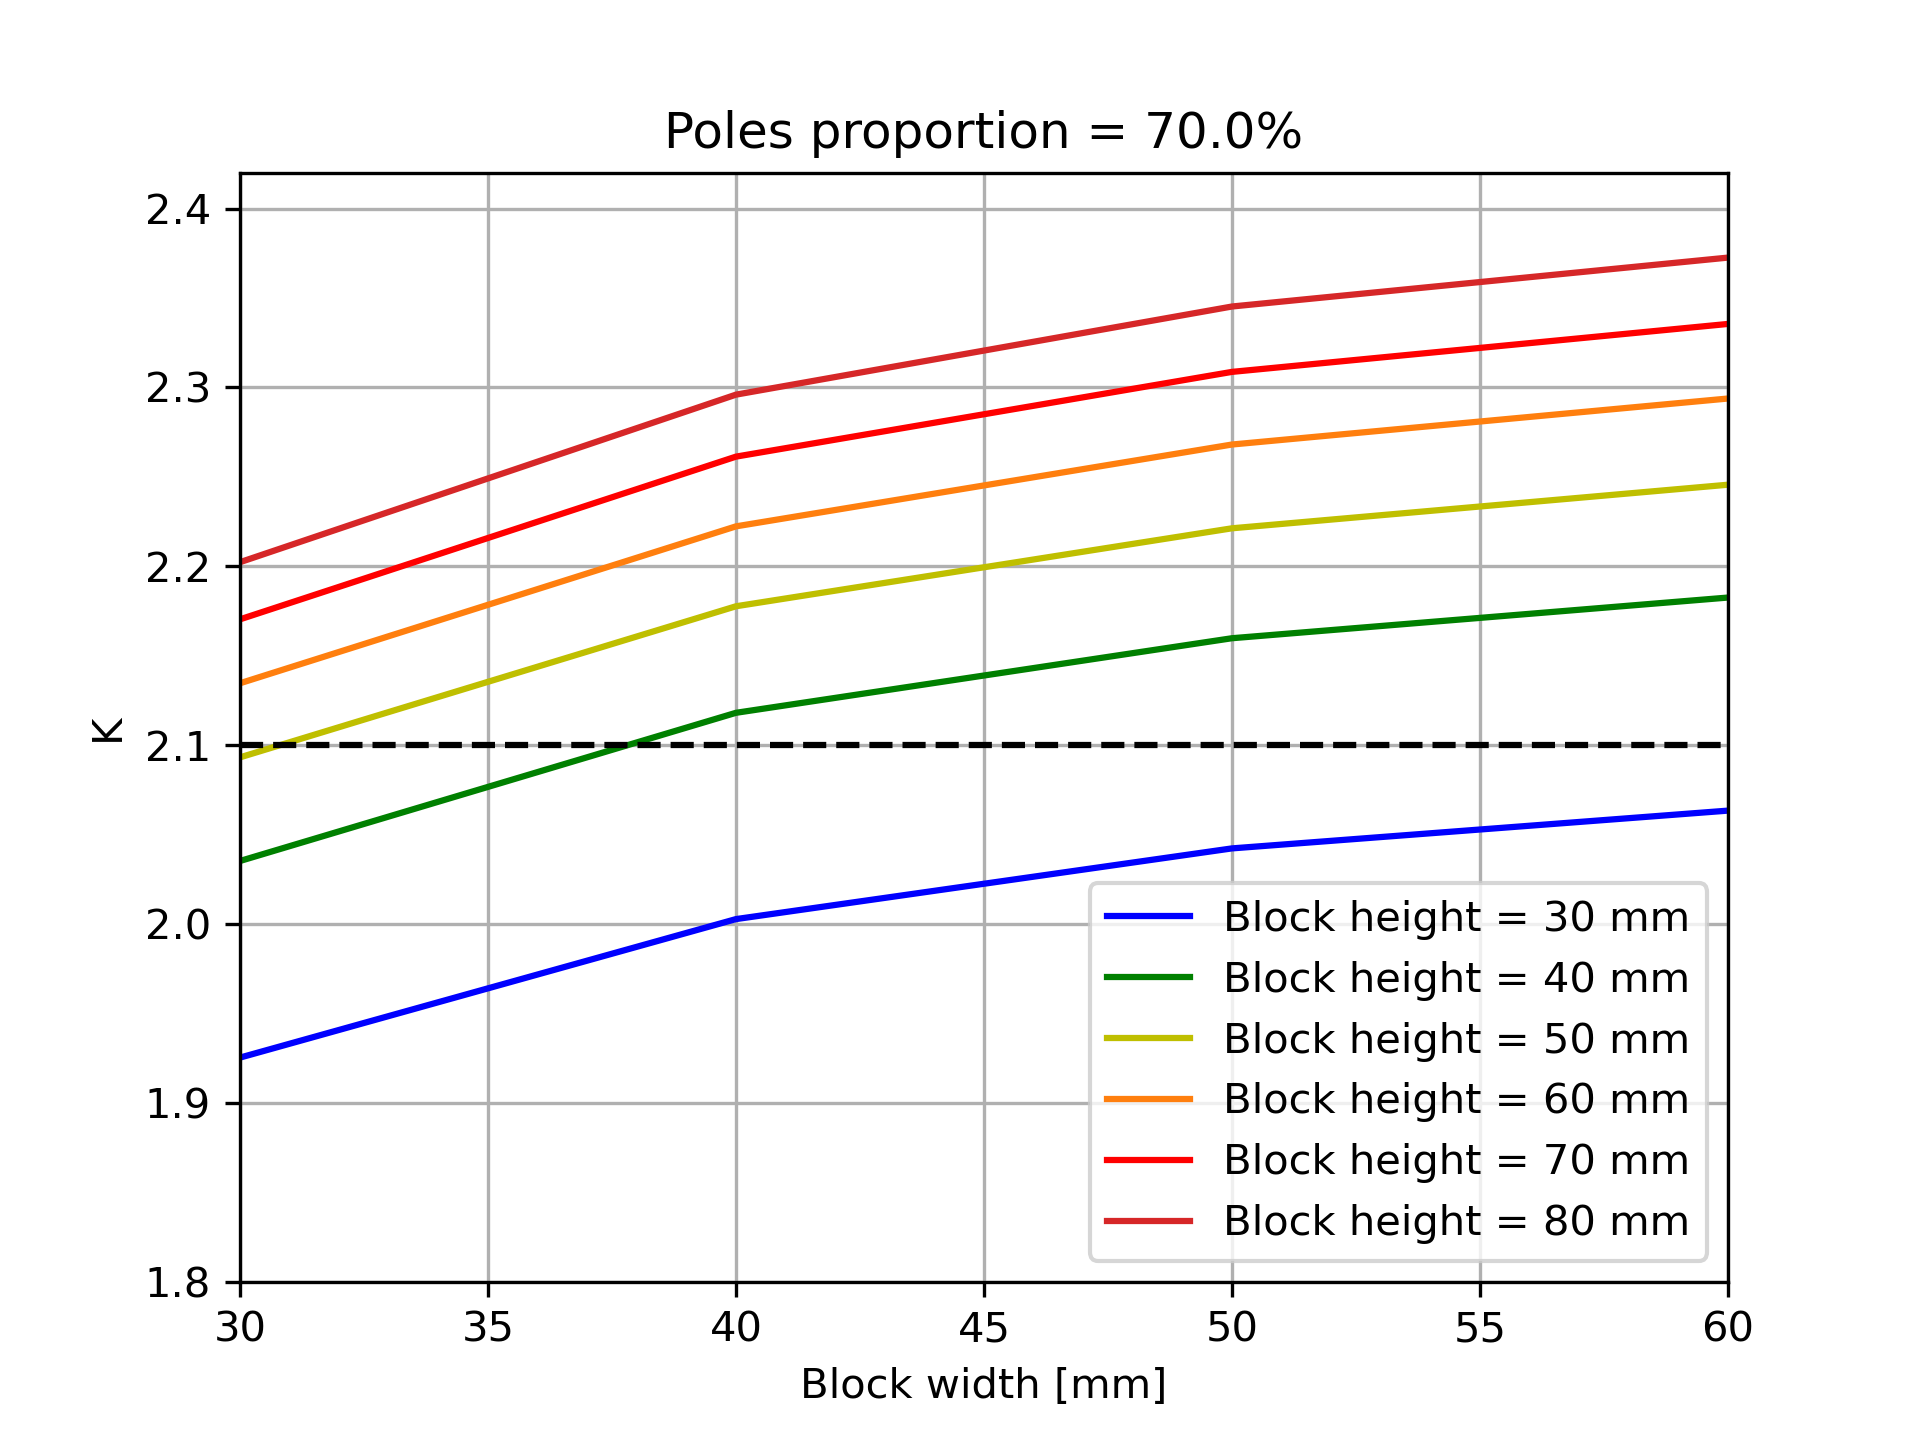 Poles proportion = 70.0%
2.4
2.3
2.2
2.1
2.0
1.9
1.8
K
Block height = 30 mm
Block height = 40 mm
Block height = 50 mm
Block height = 60 mm
Block height = 70 mm
Block height = 80 mm
30 35 40 45 50 55 60
Block width [mm]